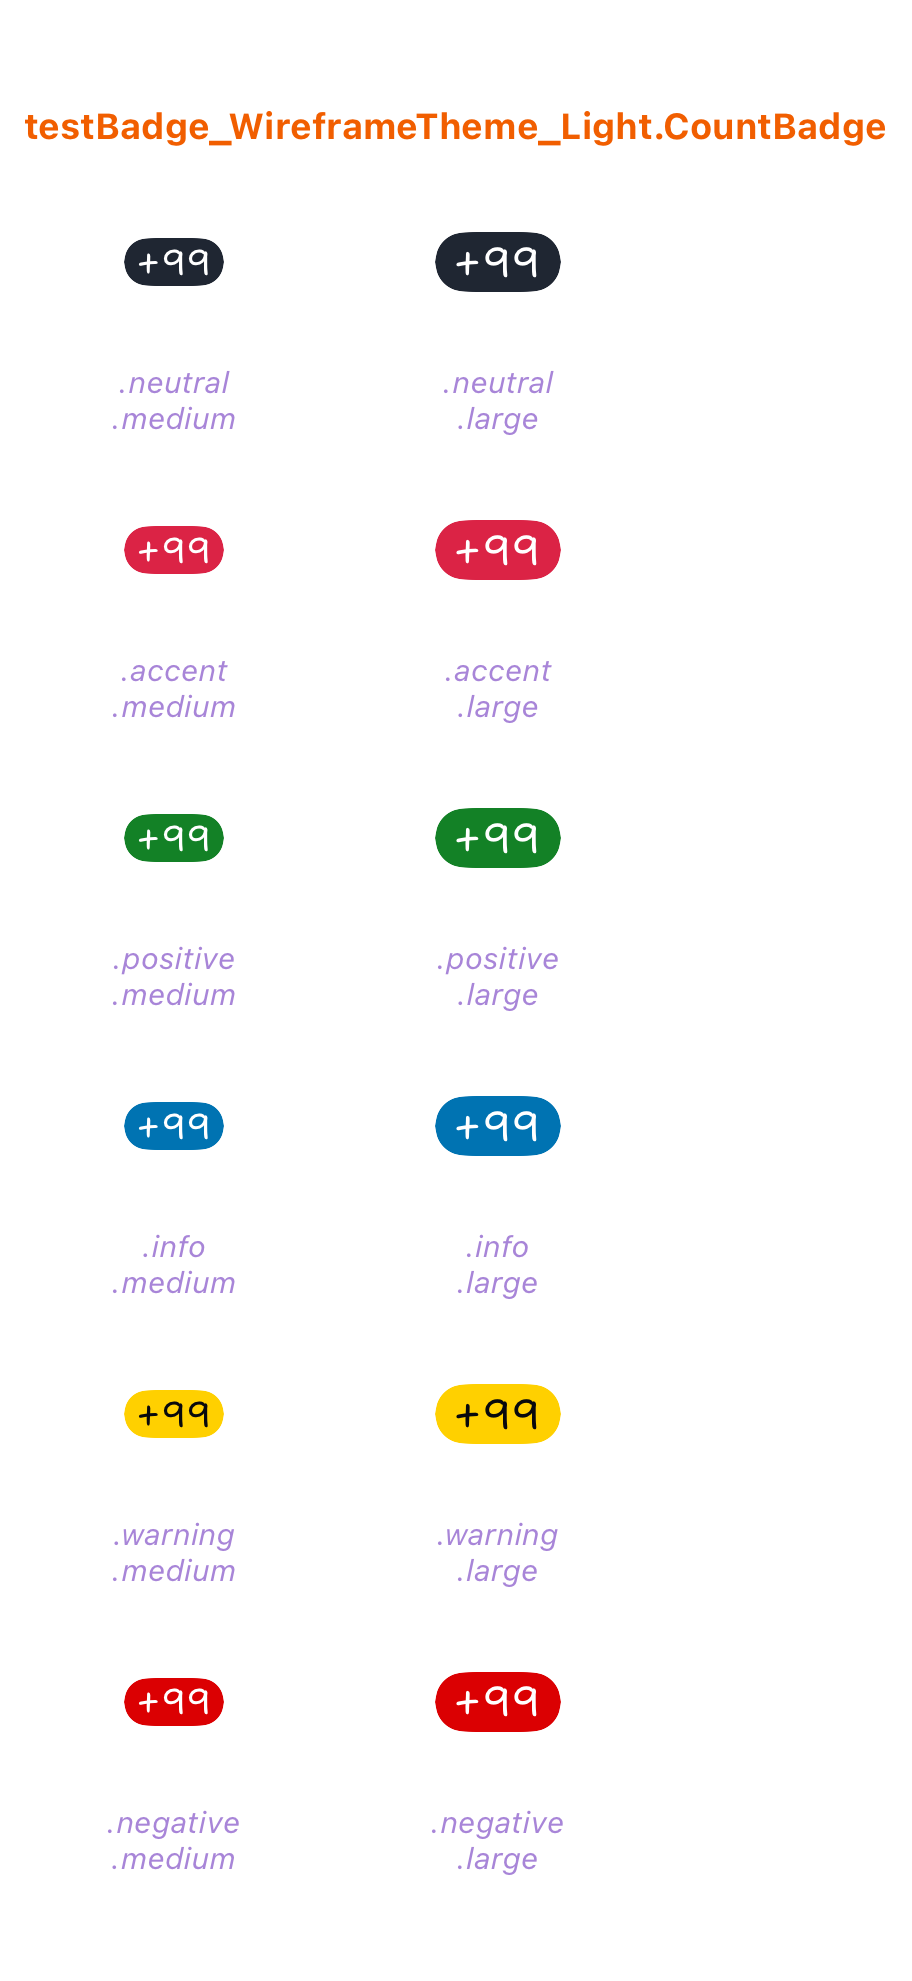 testBadge_WireframeTheme_Light.CountBadge
+99 +99
.neutral .neutral
.medium .large
+99 +99
.accent .accent
.medium .large
+99 +99
.positive .positive
.medium .large
+99 +99
.info .info
.medium .large
+99 +99
.warning .warning
.medium .large
+99 +99
.negative .negative
.medium .large